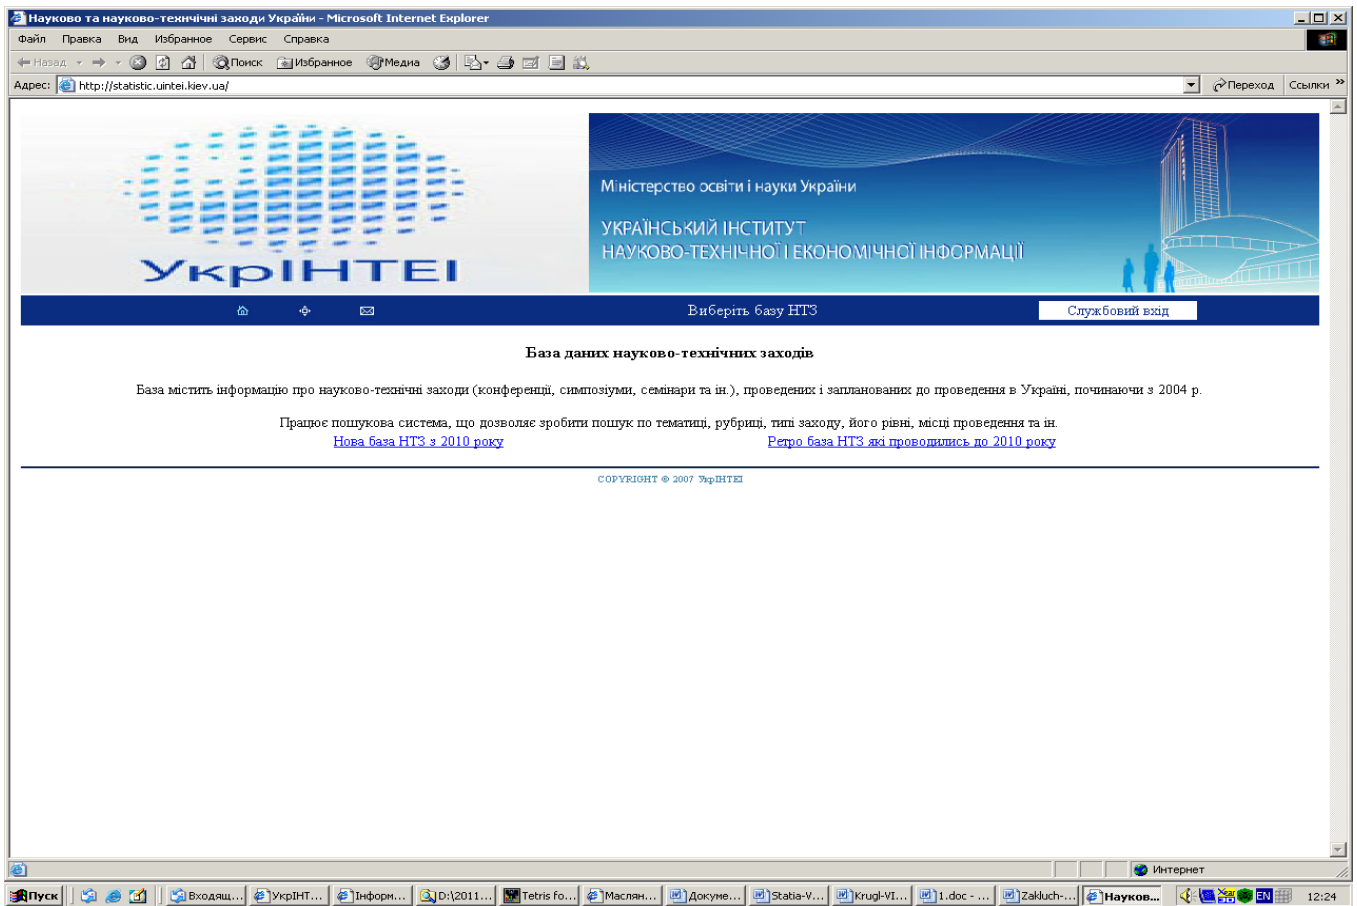 Науково та науково-технчічні заходи України - Microsoft Internet Explorer
Файл Правка Вид Избранное Сервис Справка
Назад Поиск Избранное Медиа
Адрес: http://statistic.uintei.kiev.ua/ Переход Ссылки »
УкрІНТЕІ
Міністерство освіти і науки України
УКРАЇНСЬКИЙ ІНСТИТУТ
НАУКОВО-ТЕХНІЧНОЇ І ЕКОНОМІЧНОЇ ІНФОРМАЦІЇ
Виберіть базу НТЗ Службовий вхід
База даних науково-технічних заходів
База містить інформацію про науково-технічні заходи (конференції, симпозіуми, семінари та ін.), проведених і запланованих до проведення в Україні, починаючи з 2004 р.
Працює пошукова система, що дозволяє зробити пошук по тематиці, рубриці, типі заходу, його рівні, місці проведення та ін.
Нова база НТЗ з 2010 року Ретро база НТЗ які проводились до 2010 року
COPYRIGHT © 2007 УкрІНТЕІ
Интернет
Пуск Входящ... УкрІНТ... Інформ... D:\2011... Tetris fo... Маслян... Докуме... Statia-V... Krugl-VI... 1.doc - ... Zakluch-... Науков... EN 12:24